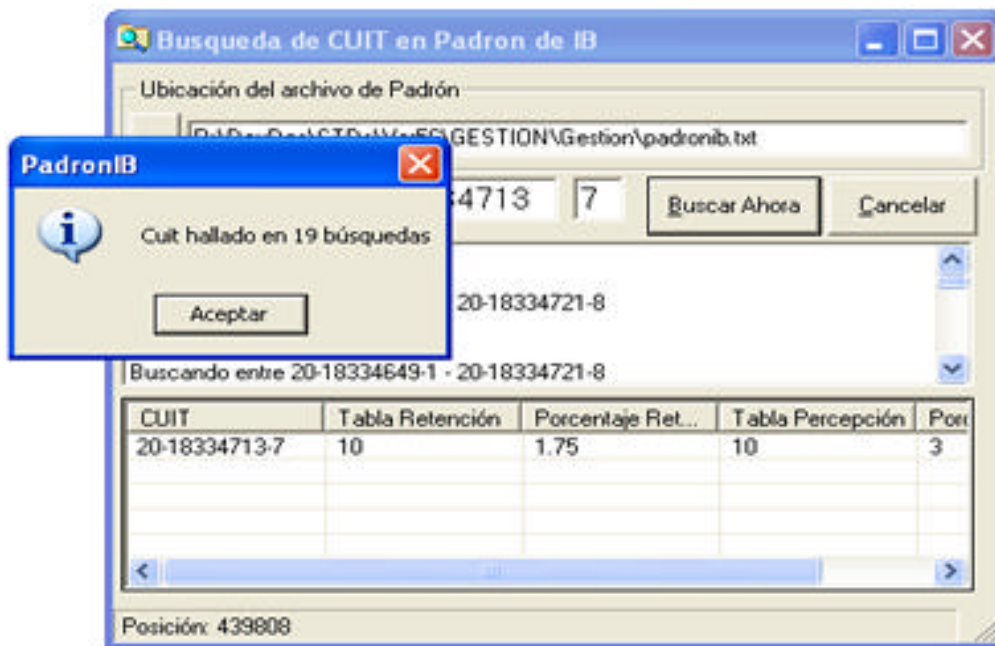 Busqueda de CUIT en Padron de IB
Ubicación del archivo de Padrón
\GESTION\Gestion\padronib.txt
PadronIB
4713 7 Buscar Ahora Cancelar
Cuit hallado en 19 búsquedas
20-18334721-8
Aceptar
Buscando entre 20-18334649-1 - 20-18334721-8
CUIT Tabla Retención Porcentaje Ret... Tabla Percepción Porc
20-18334713-7 10 1.75 10 3
Posición: 439808